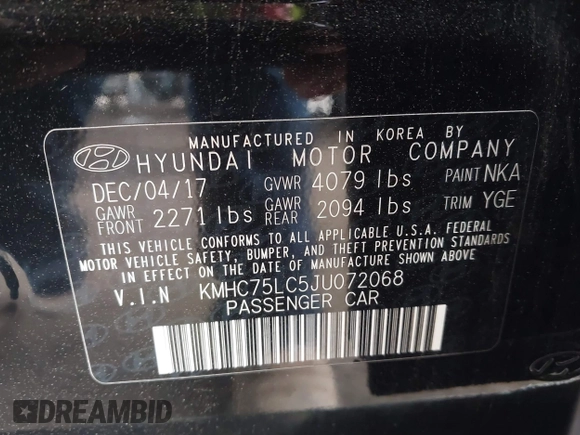 MANUFACTURED IN KOREA BY
HYUNDAI MOTOR COMPANY
DEC/04/17 GVWR 4079 lbs PAINT NKA
GAWR FRONT 2271 lbs GAWR REAR 2094 lbs TRIM YGE
THIS VEHICLE CONFORMS TO ALL APPLICABLE U.S.A. FEDERAL
MOTOR VEHICLE SAFETY, BUMPER, AND THEFT PREVENTION STANDARDS
IN EFFECT ON THE DATE OF MANUFACTURE SHOWN ABOVE.
V.I.N KMHC75LC5JU072068
PASSENGER CAR
DREAMBID